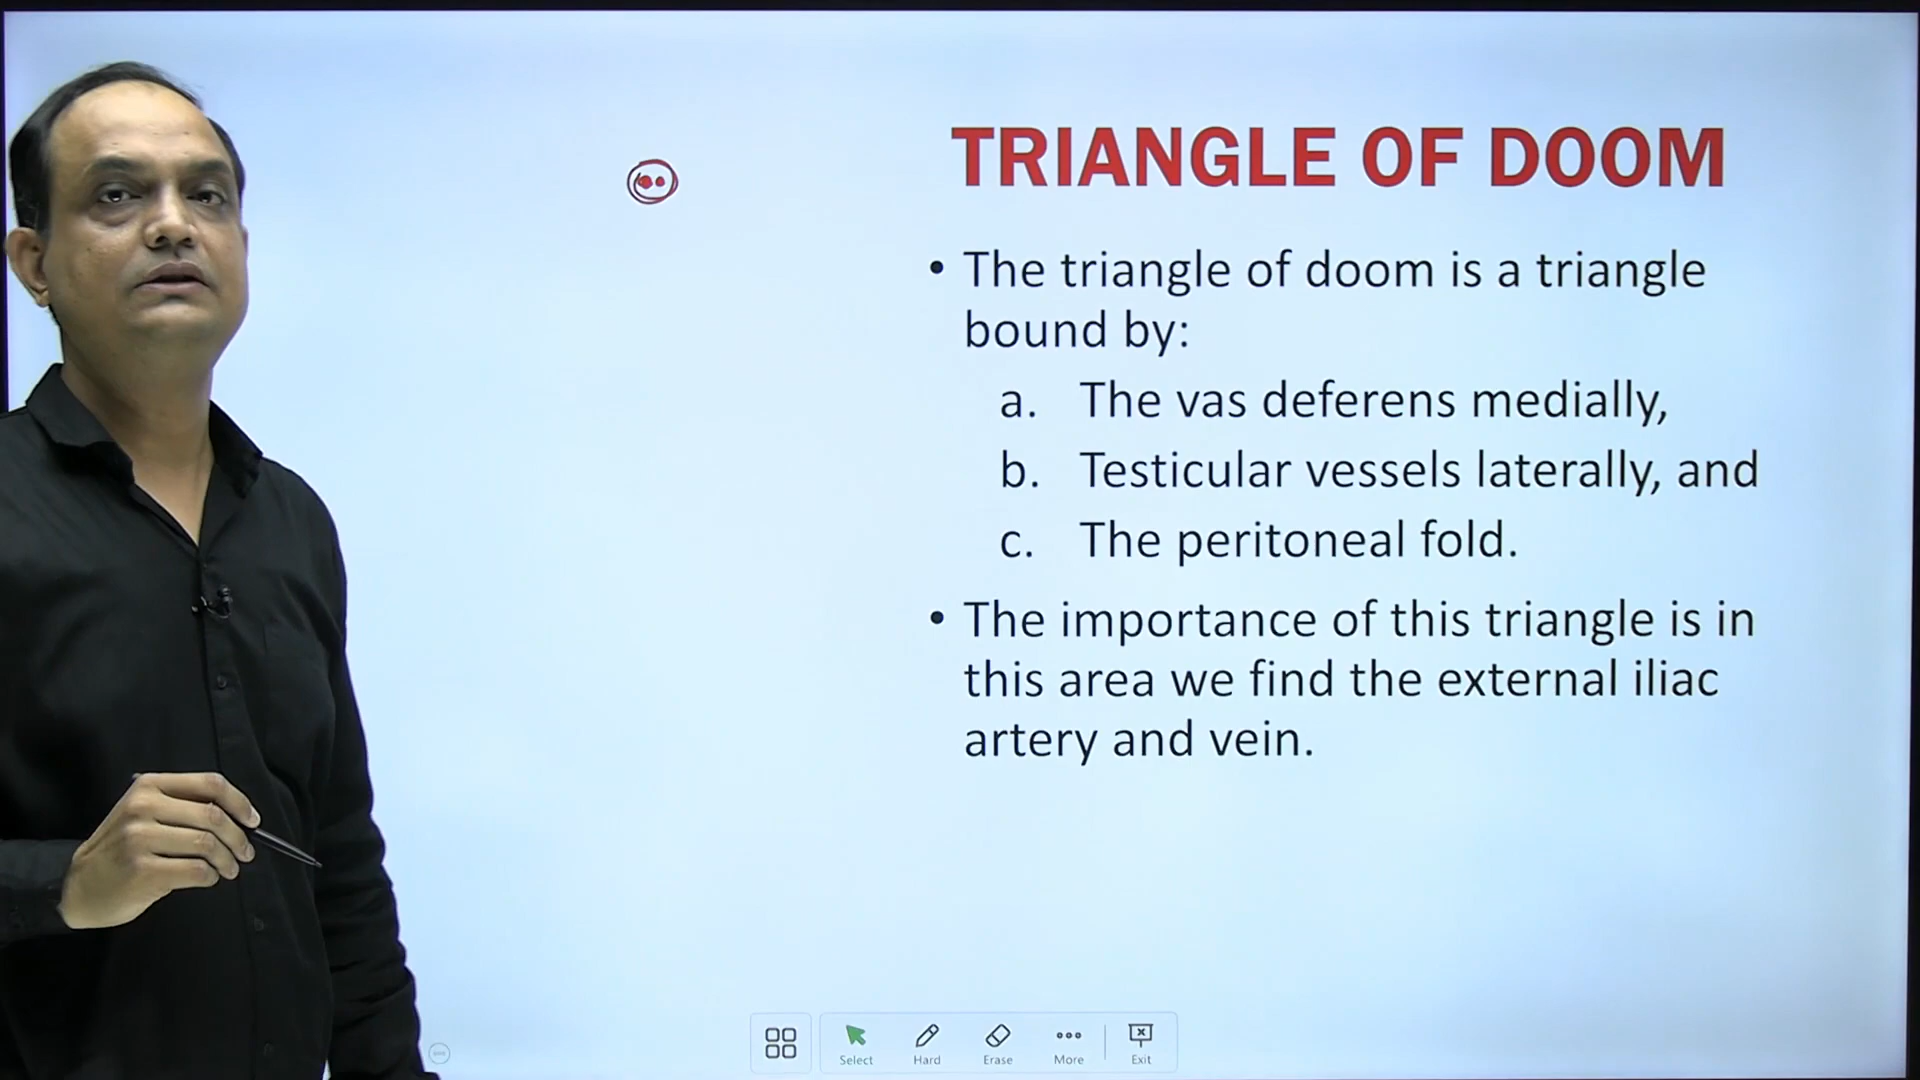 TRIANGLE OF DOOM
• The triangle of doom is a triangle
bound by:
a. The vas deferens medially,
b. Testicular vessels laterally, and
c. The peritoneal fold.
• The importance of this triangle is in
this area we find the external iliac
artery and vein.
Select Hard Erase More Exit